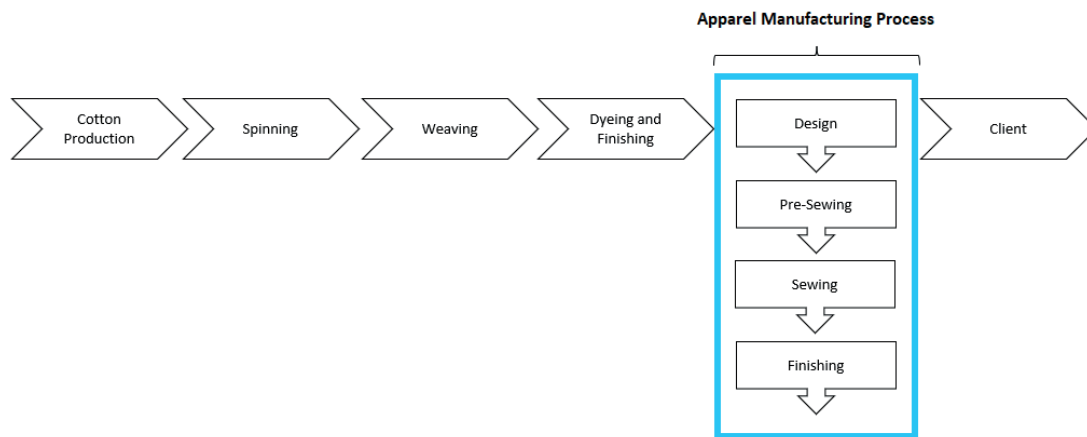 Apparel Manufacturing Process
Cotton
Production
Spinning
Weaving
Dyeing and
Finishing
Design
Pre-Sewing
Sewing
Finishing
Client